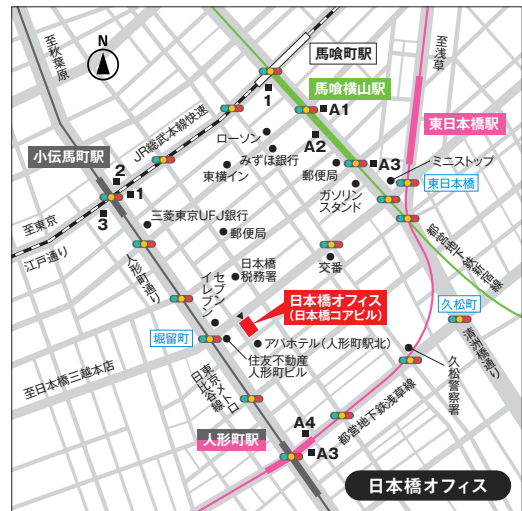 至秋葉原
N
馬喰町駅
至浅草
1
馬喰横山駅
A1
JR総武本線快速
ローソン
A2
東日本橋駅
小伝馬町駅
みずほ銀行
2
東横イン
郵便局
A3
ミニストップ
1
ガソリン
スタンド
東日本橋
3
三菱東京UFJ銀行
至東京
郵便局
江戸通り
人形町通り
交番
都営地下鉄新宿線
日本橋
税務署
イセ
レブ
ブン
日本橋オフィス
(日本橋コアビル)
久松町
清洲橋通り
堀留町
アパホテル(人形町駅北)
住友不動産
人形町ビル
至日本橋三越本店
東京メトロ
日比谷線
久松警察署
都営地下鉄浅草線
A4
人形町駅
A3
日本橋オフィス